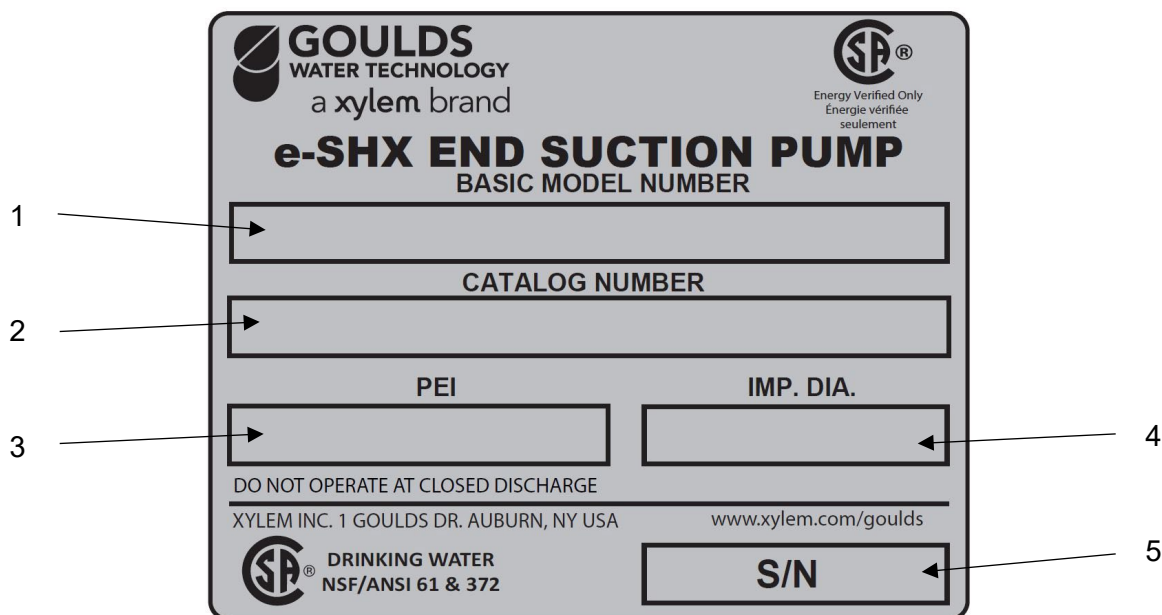 GOULDS
WATER TECHNOLOGY
a xylem brand
CSA ®
Energy Verified Only
Énergie vérifiée
seulement
e-SHX END SUCTION PUMP
BASIC MODEL NUMBER
1
CATALOG NUMBER
2
PEI IMP. DIA.
3 4
DO NOT OPERATE AT CLOSED DISCHARGE
XYLEM INC. 1 GOULDS DR. AUBURN, NY USA www.xylem.com/goulds
CSA ® DRINKING WATER
NSF/ANSI 61 & 372
S/N 5